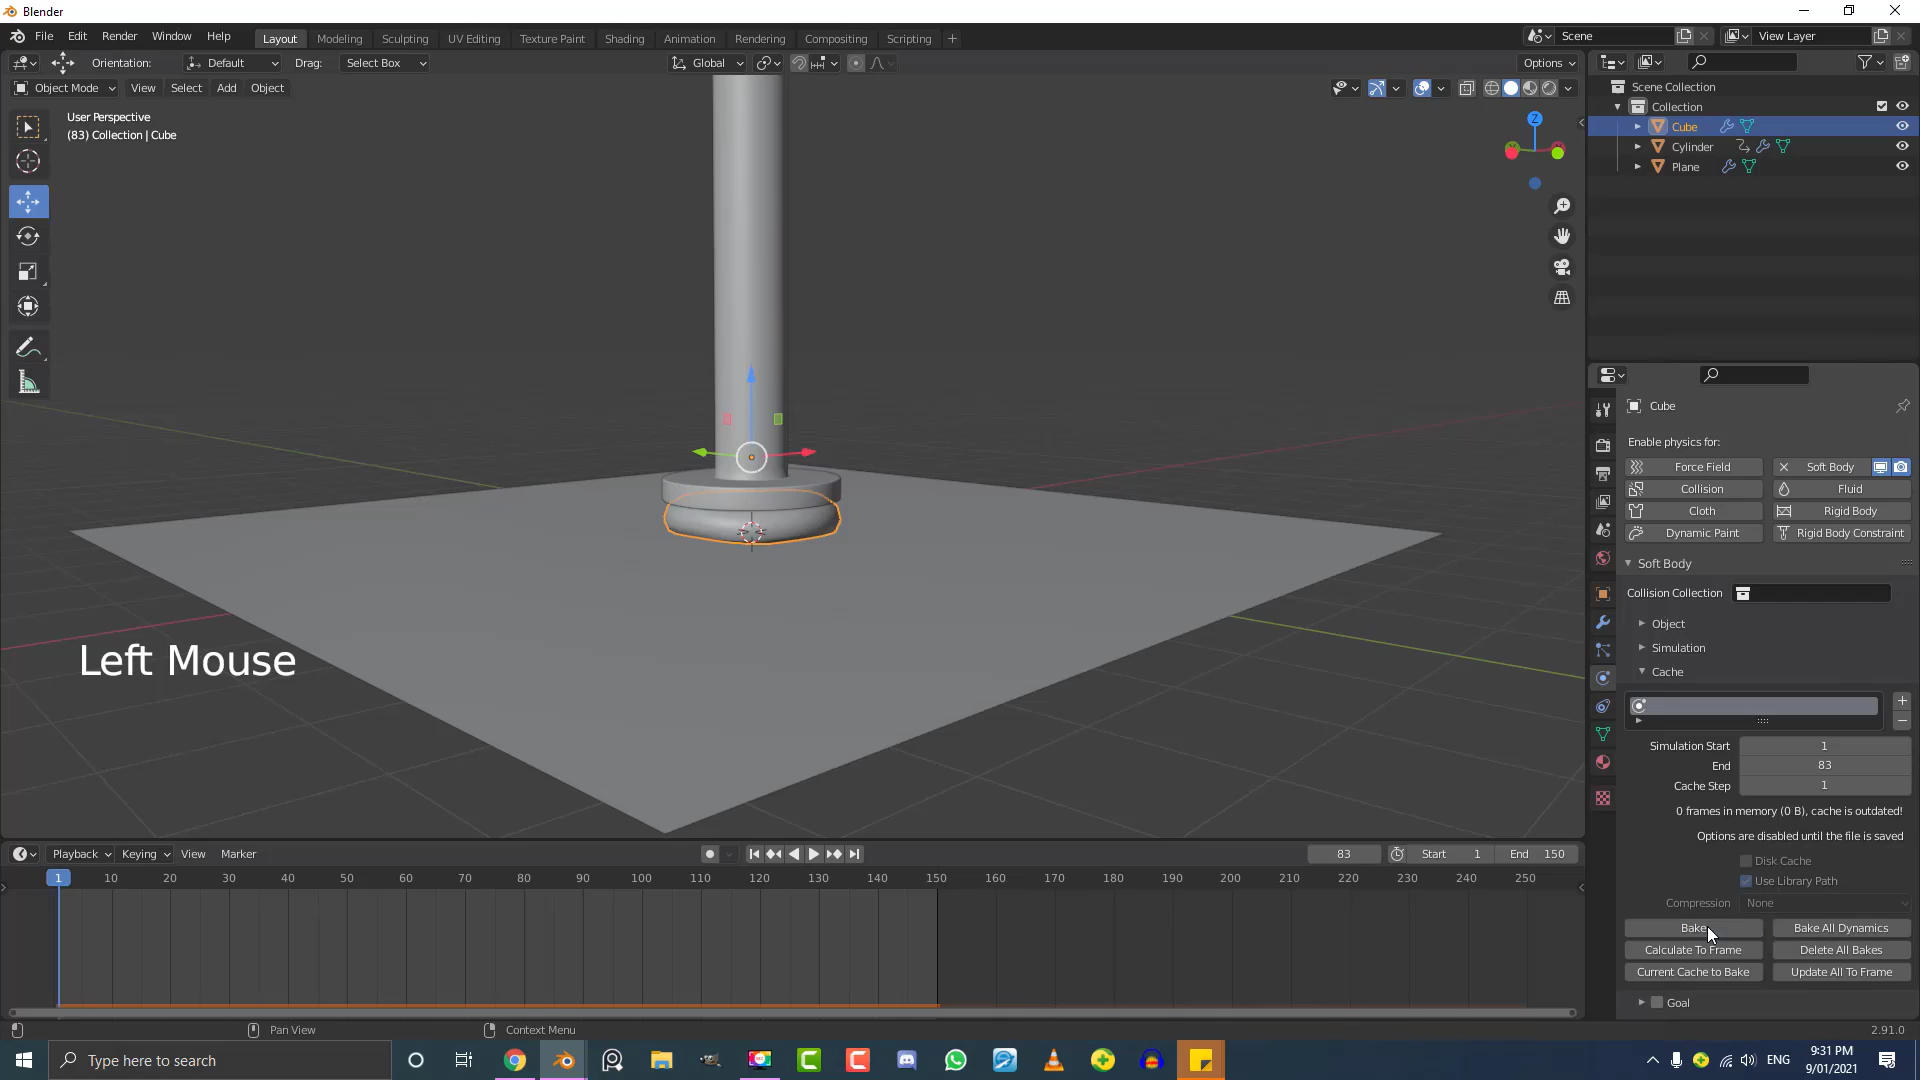 Blender
File Edit Render Window Help
Layout Modeling Sculpting UV Editing Texture Paint Shading Animation Rendering Compositing Scripting
Scene View Layer
Orientation: Default Drag: Select Box Global Options
Object Mode View Select Add Object
User Perspective
(83) Collection | Cube
Z
Scene Collection
Collection
Cube
Cylinder
Plane
Left Mouse
Cube
Enable physics for:
Force Field Soft Body
Collision Fluid
Cloth Rigid Body
Dynamic Paint Rigid Body Constraint
Soft Body
Collision Collection
Object
Simulation
Cache
Simulation Start 1
End 83
Cache Step 1
0 frames in memory (0 B), cache is outdated!
Options are disabled until the file is saved
Disk Cache
Use Library Path
Compression None
Bake Bake All Dynamics
Calculate To Frame Delete All Bakes
Current Cache to Bake Update All To Frame
Goal
Playback Keying View Marker 83 Start 1 End 150
1 10 20 30 40 50 60 70 80 90 100 110 120 130 140 150 160 170 180 190 200 210 220 230 240 250
Pan View Context Menu 2.91.0
Type here to search
ENG
9:31 PM
9/01/2021